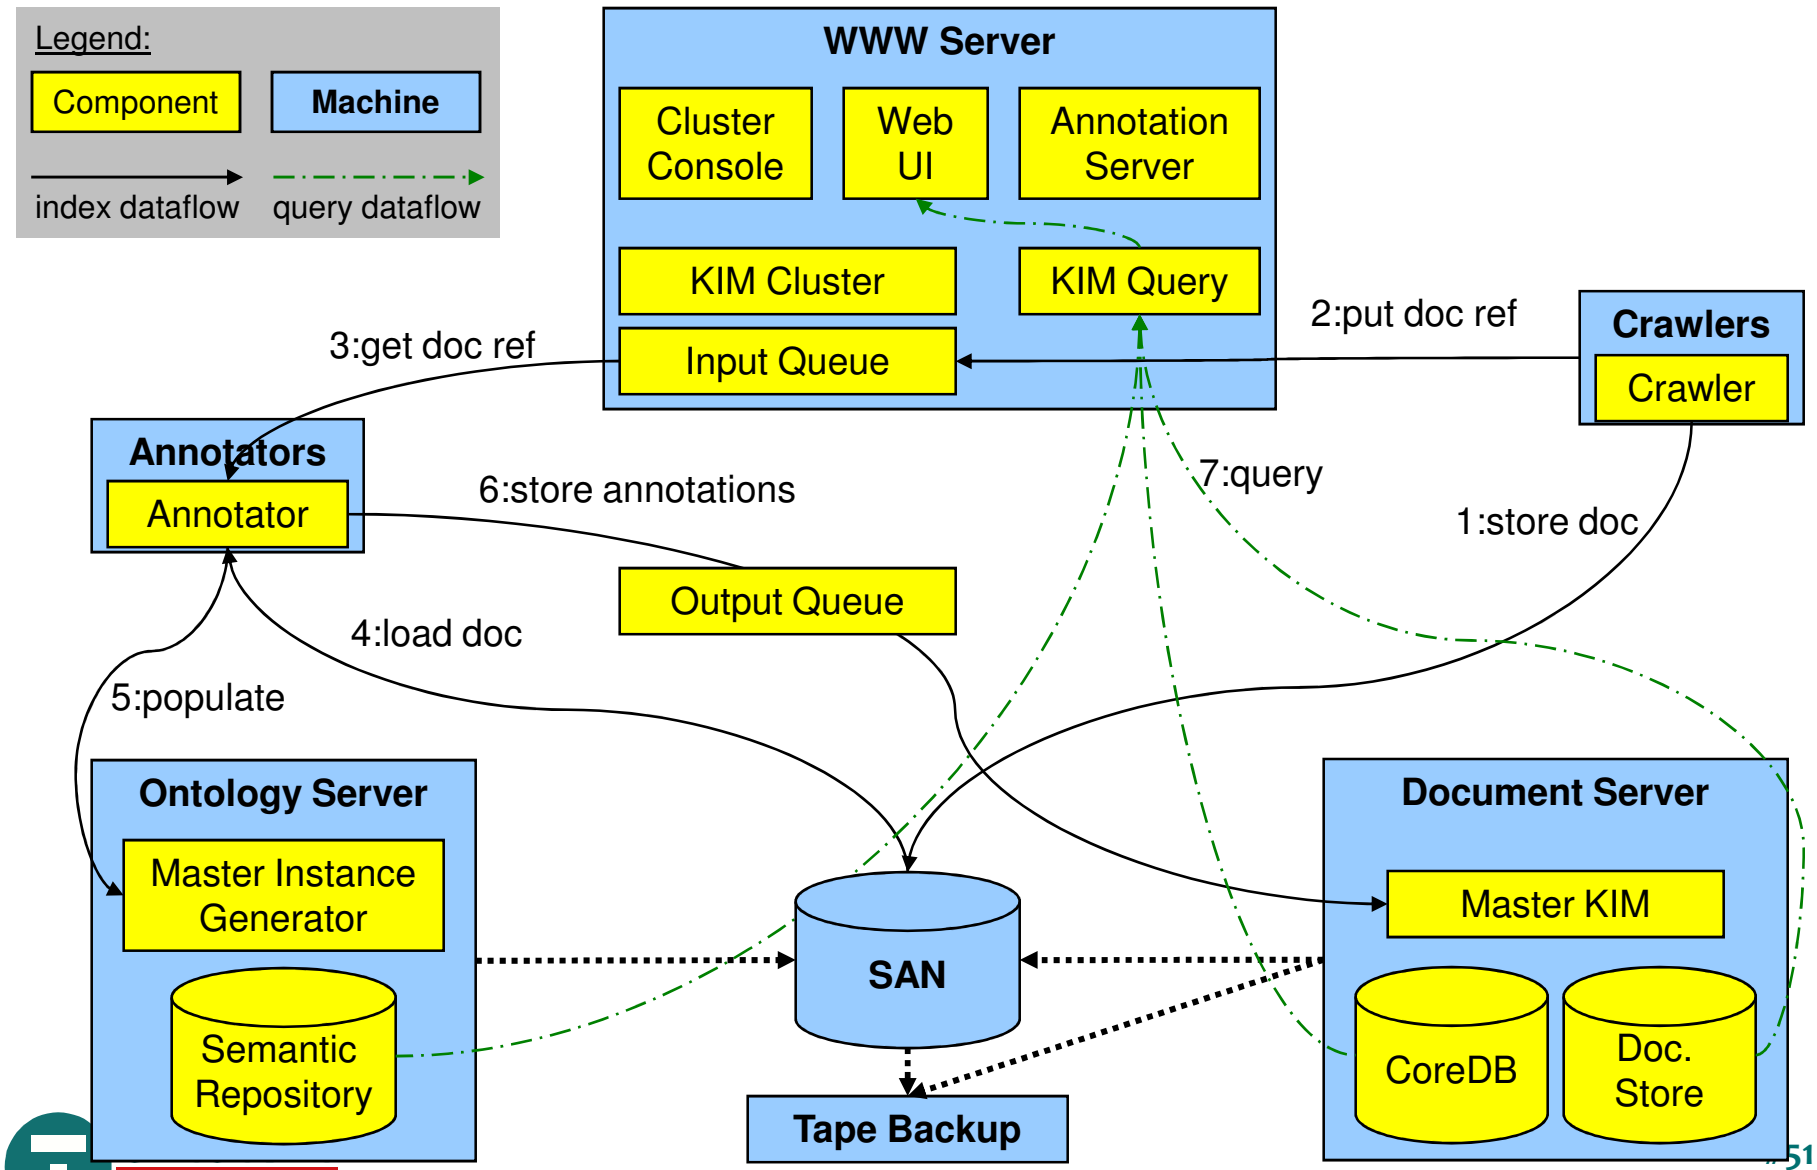 Legend:
Component
Machine
index dataflow
query dataflow
WWW Server
Cluster
Console
Web
UI
Annotation
Server
KIM Cluster
KIM Query
Input Queue
2:put doc ref
Crawlers
Crawler
3:get doc ref
Annotators
Annotator
6:store annotations
7:query
1:store doc
Output Queue
4:load doc
5:populate
Ontology Server
Master Instance
Generator
Semantic
Repository
SAN
Tape Backup
Document Server
Master KIM
CoreDB
Doc.
Store
51